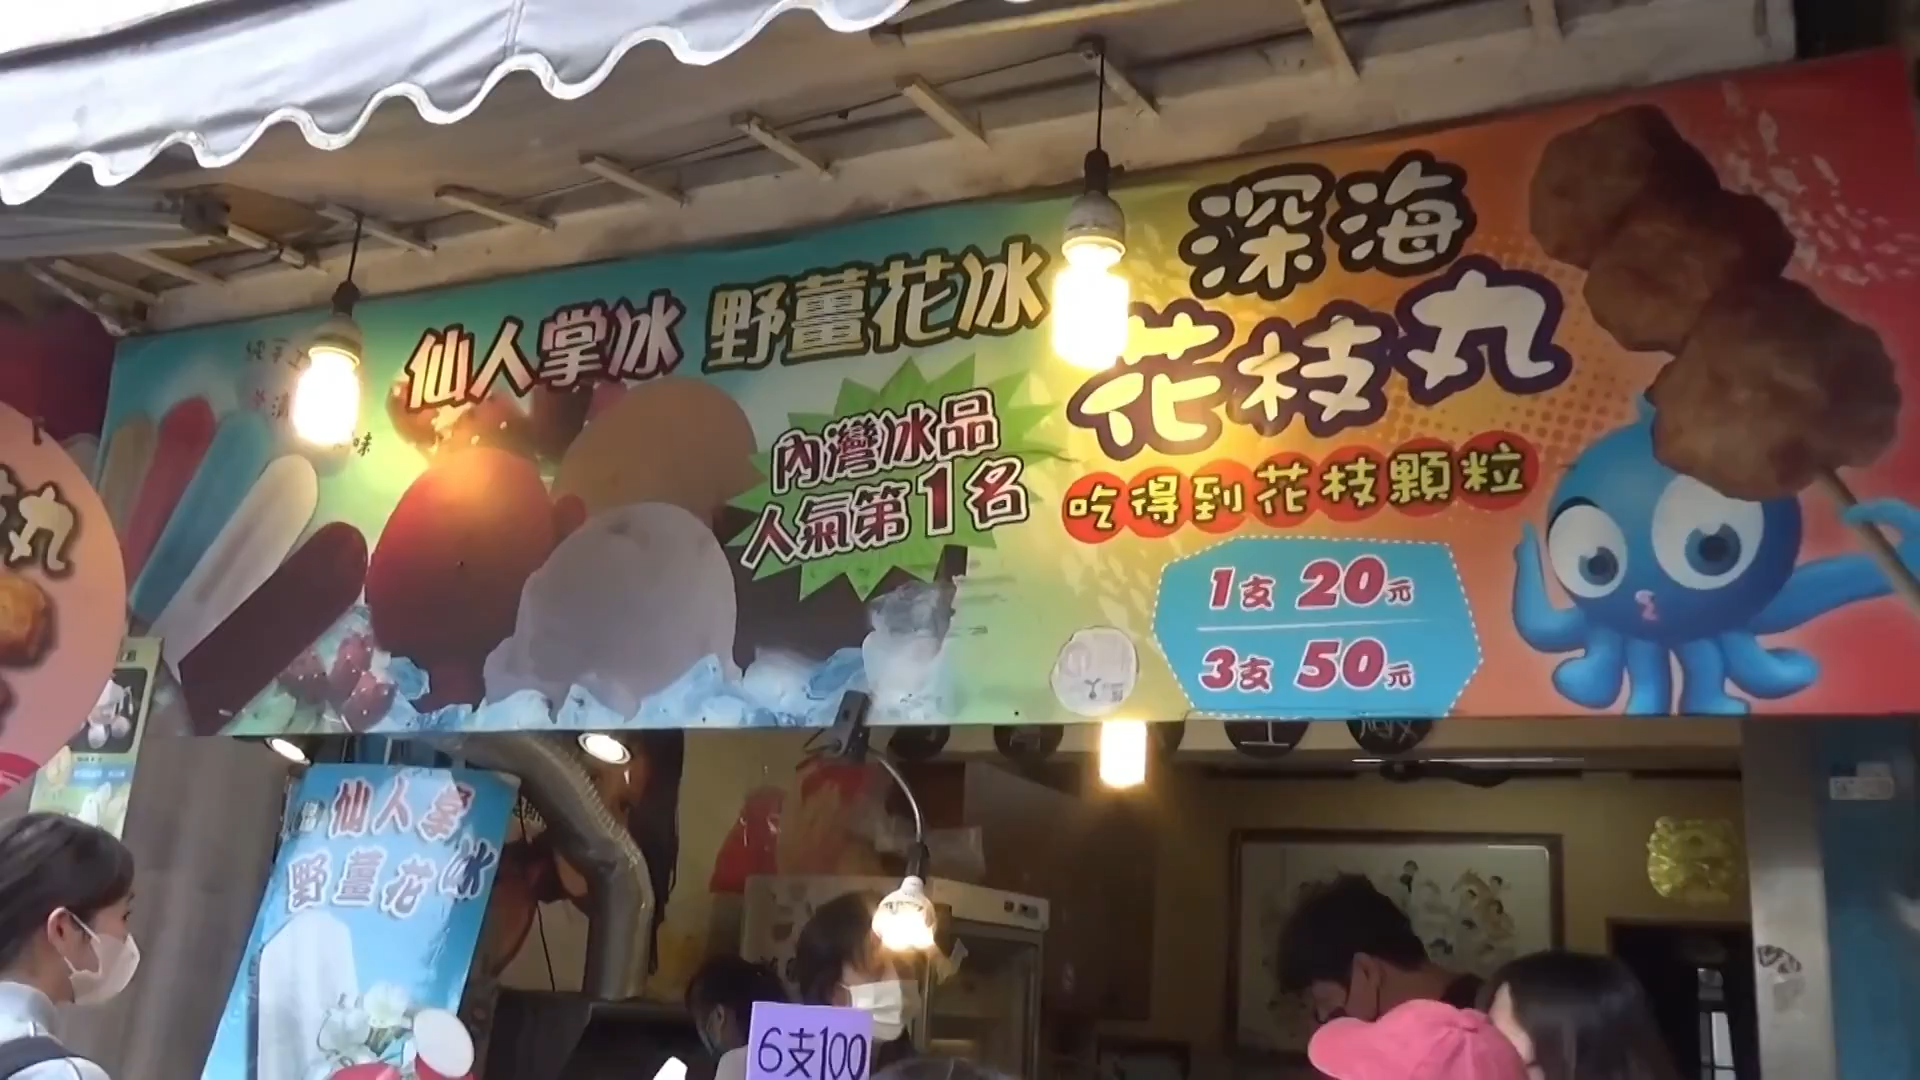 仙人掌冰 野薑花冰
內灣冰品
人氣第1名
深海
花枝丸
吃得到花枝顆粒
1支 20元
3支 50元
丸
仙人掌
野薑花冰
6支100